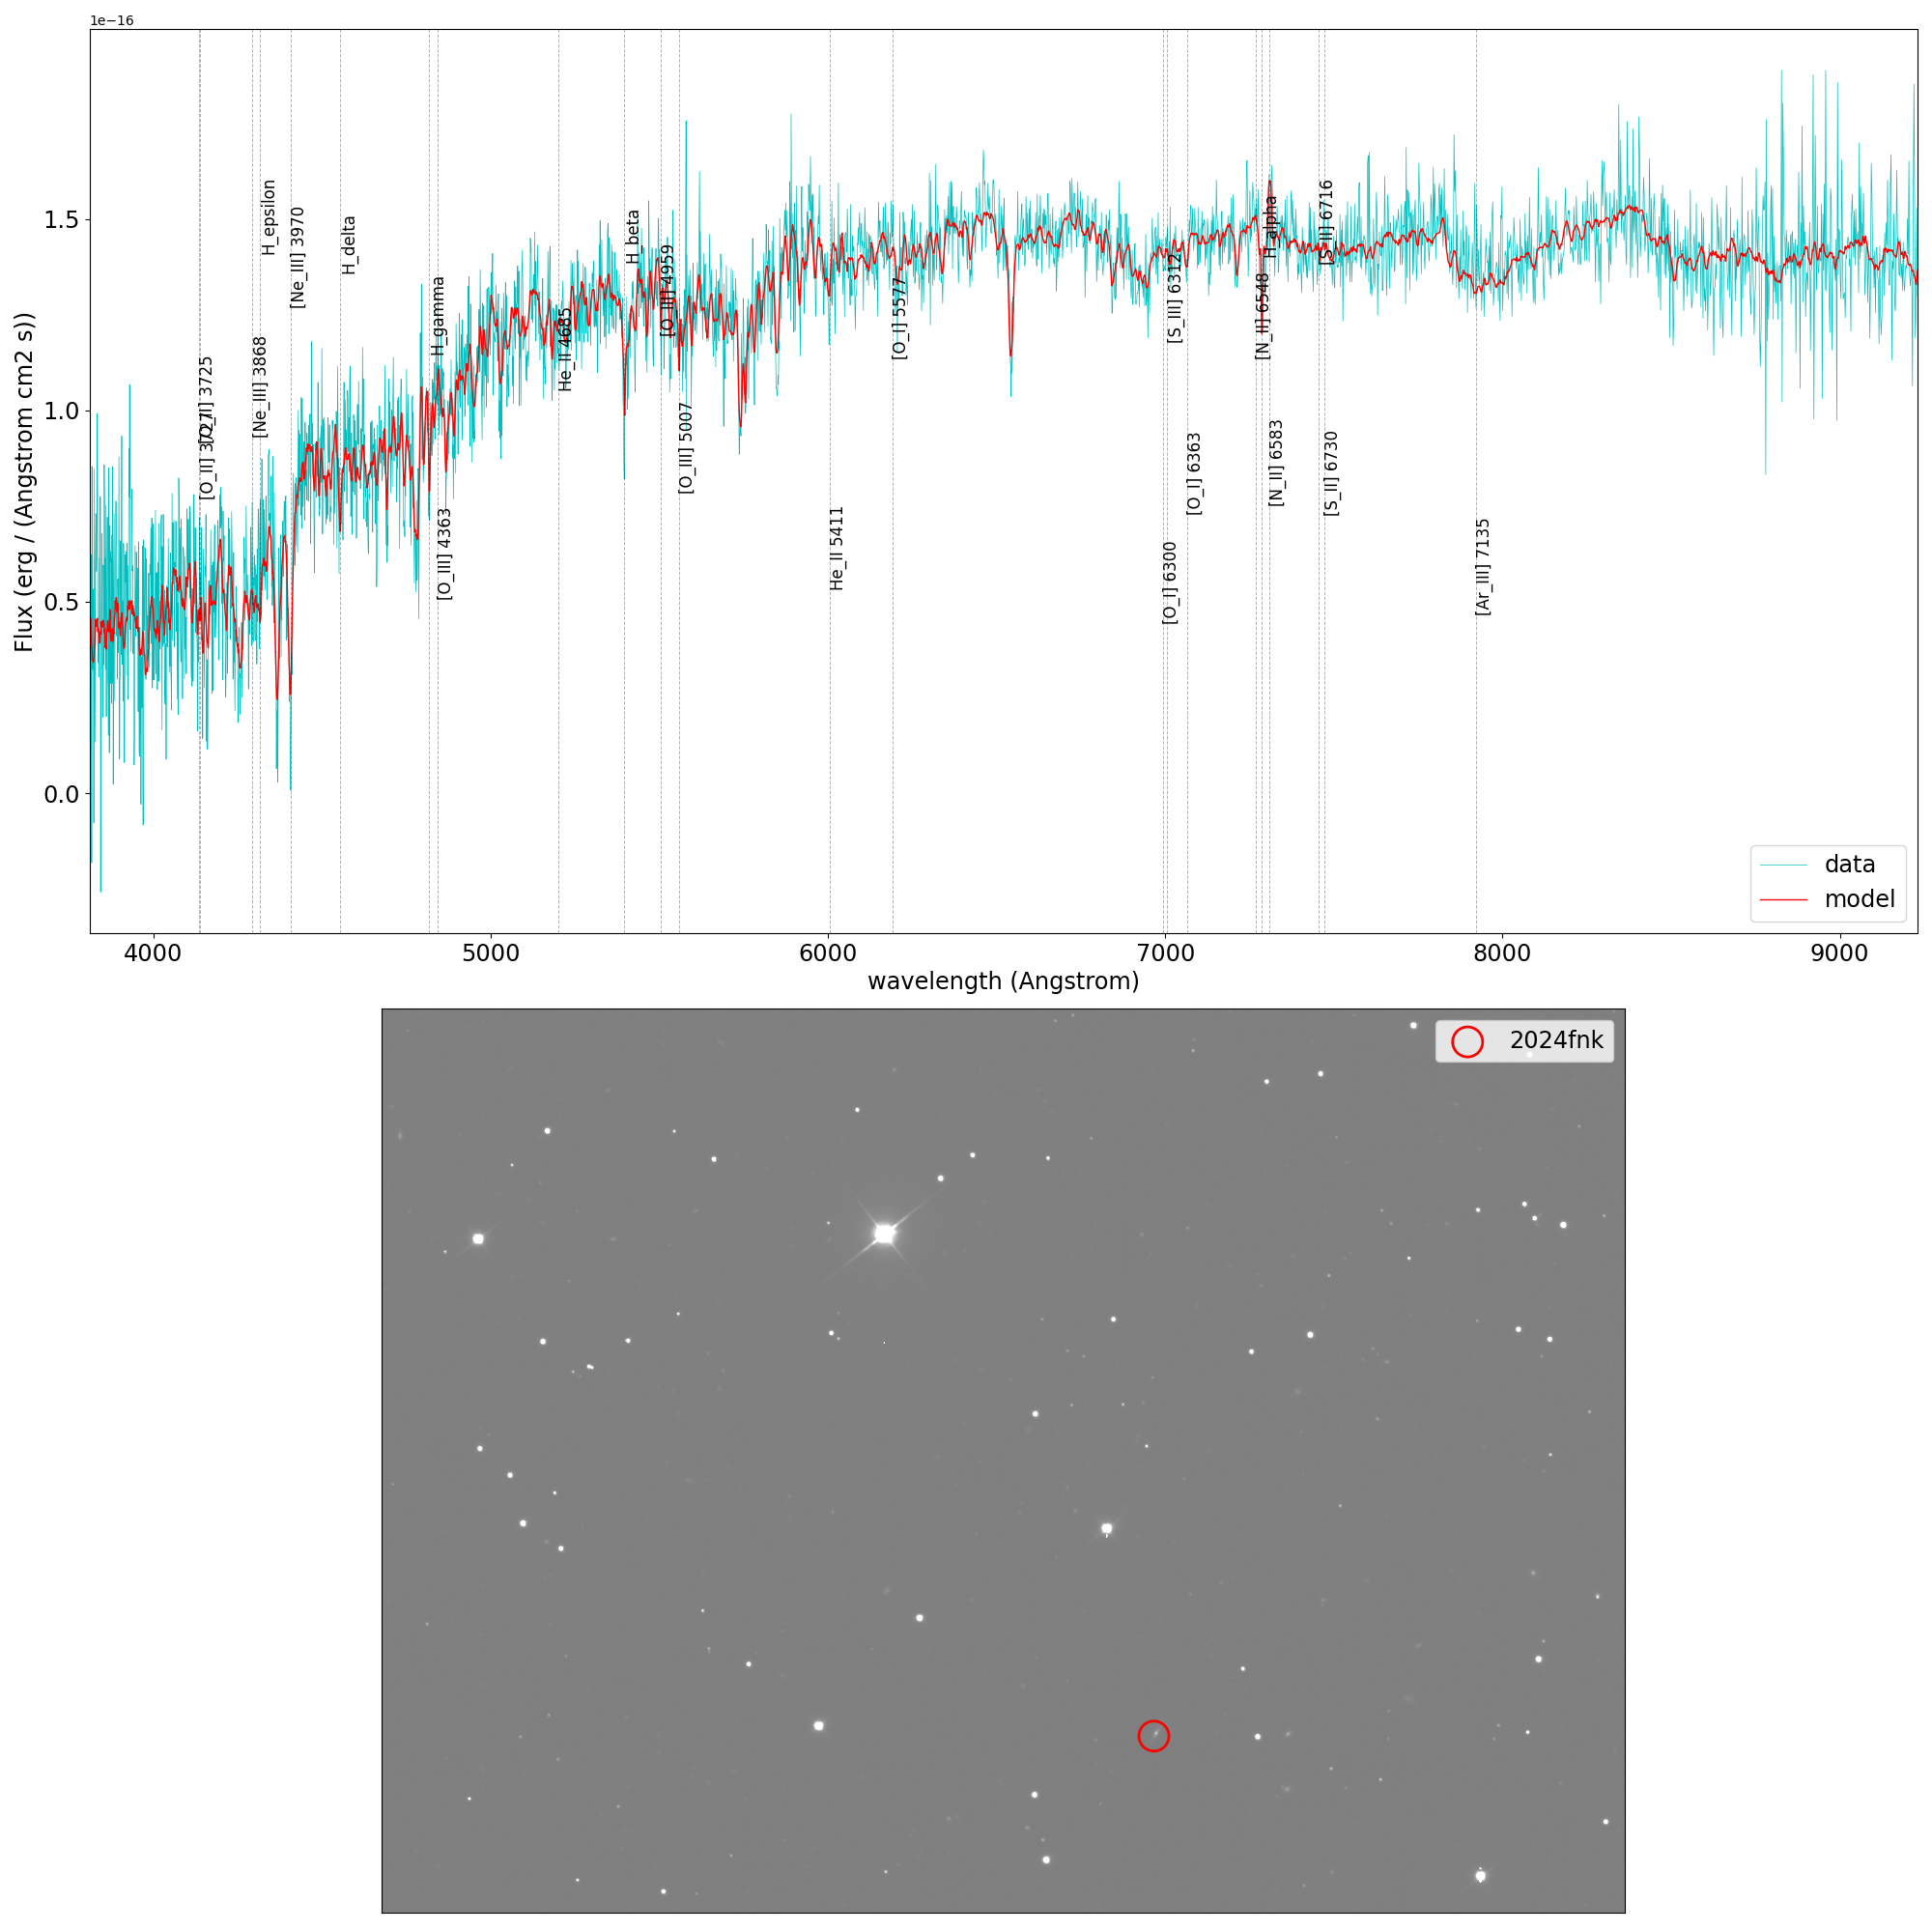 1e−16
Flux (erg / (Angstrom cm2 s))
1.5
1.0
0.5
0.0
[O_II] 3725
[O_II] 3727
[Ne_III] 3868
H_epsilon
[Ne_III] 3970
H_delta
H_gamma
[O_III] 4363
He_II 4685
H_beta
[O_III] 4959
[O_III] 5007
He_II 5411
[O_I] 5577
[O_I] 6300
[S_III] 6312
[O_I] 6363
[N_II] 6548
H_alpha
[N_II] 6583
[S_II] 6716
[S_II] 6730
[Ar_III] 7135
data
model
4000 5000 6000 7000 8000 9000
wavelength (Angstrom)
2024fnk